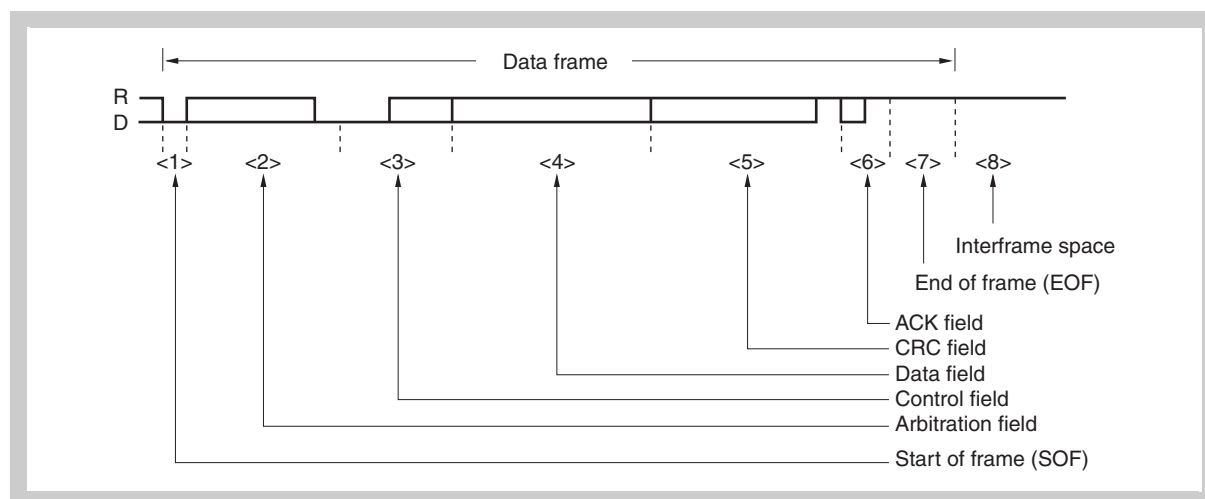 Data frame
R
D
<1> <2> <3> <4> <5> <6> <7> <8>
Interframe space
End of frame (EOF)
ACK field
CRC field
Data field
Control field
Arbitration field
Start of frame (SOF)